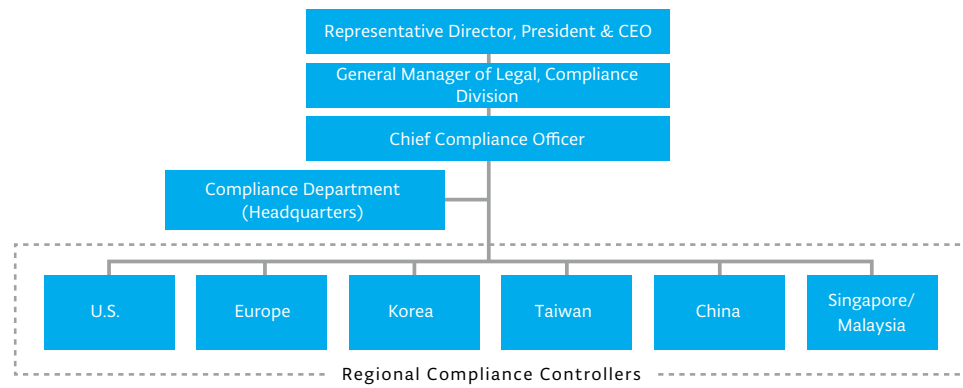 Representative Director, President & CEO
General Manager of Legal, Compliance
Division
Chief Compliance Officer
Compliance Department
(Headquarters)
U.S.
Europe
Korea
Taiwan
China
Singapore/
Malaysia
Regional Compliance Controllers